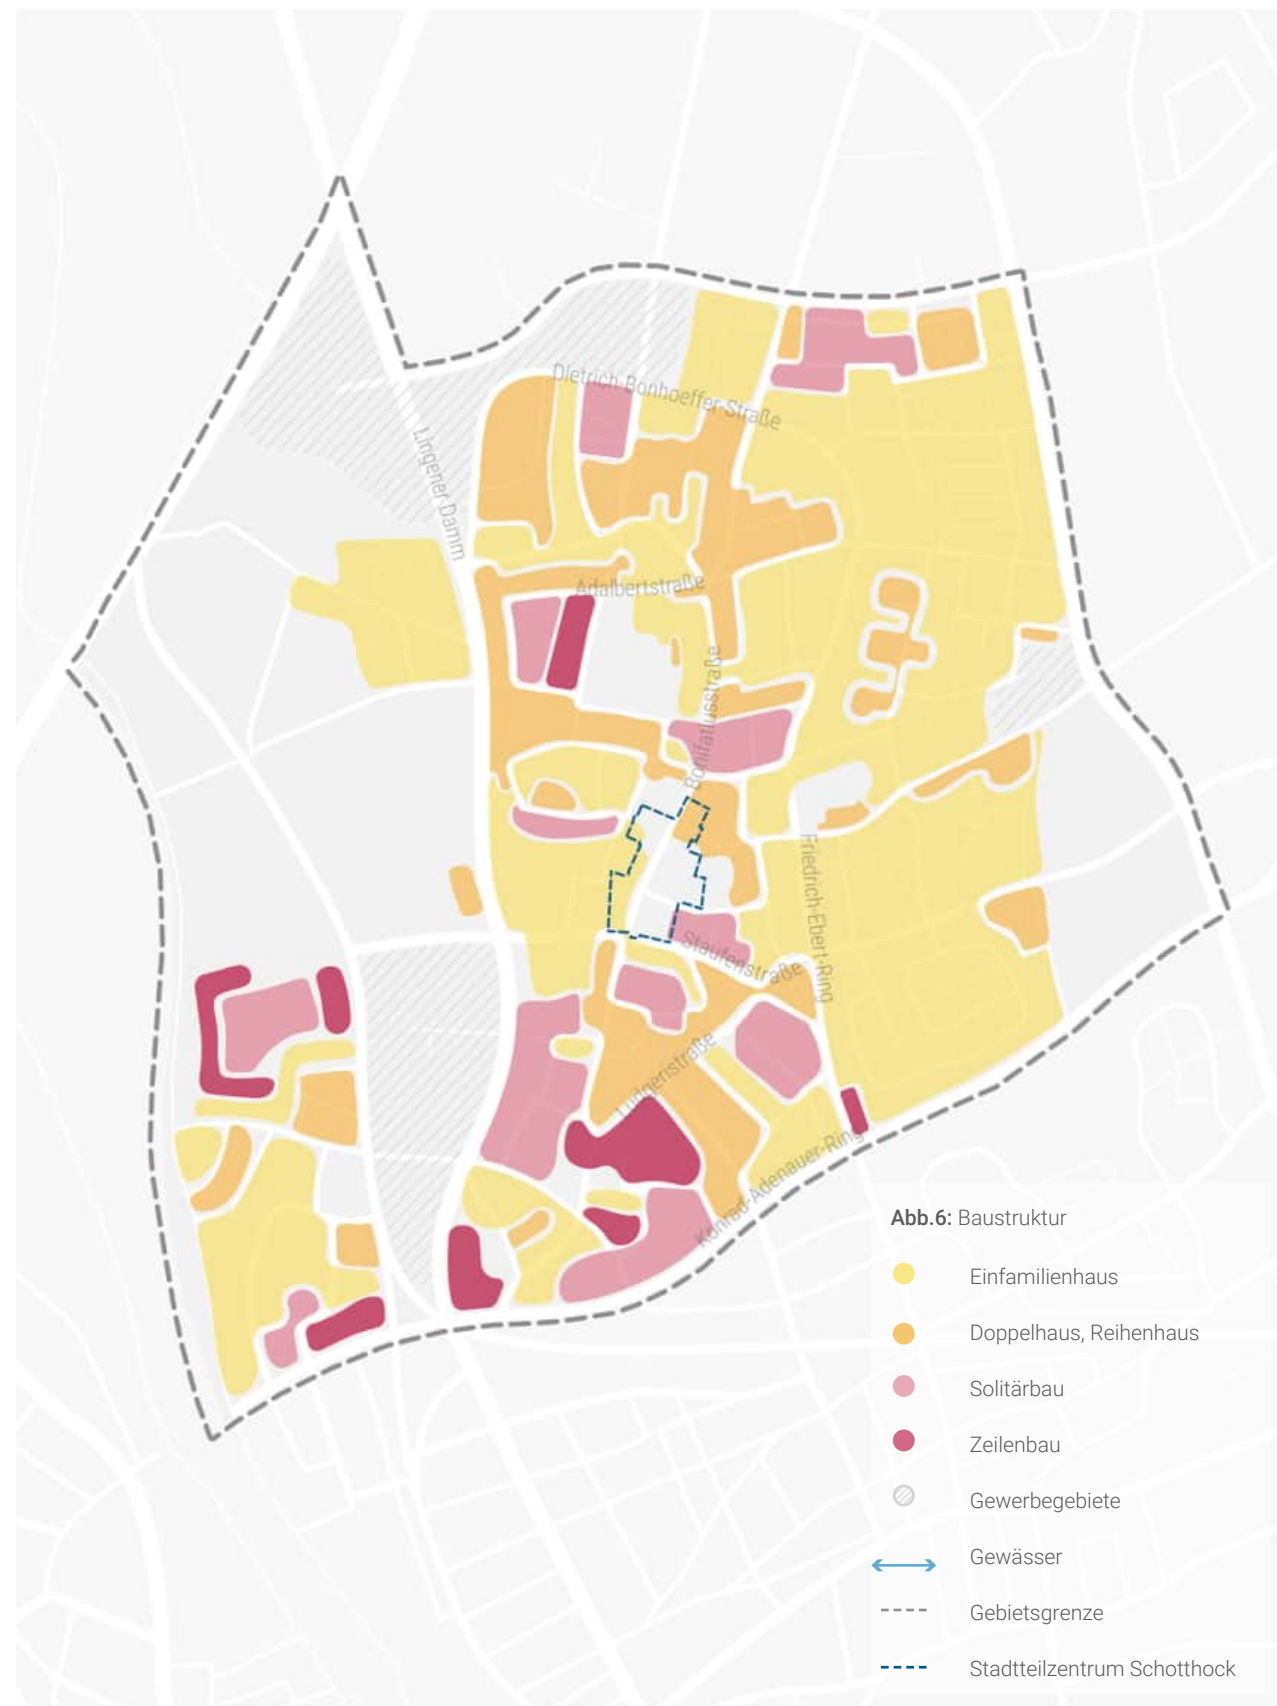 Dietrich-Bonhoeffer-Straße
Lingener Damm
Adalbertstraße
Bonifatiusstraße
Friedrich-Ebert-Ring
Staufenstraße
Ludgeristraße
Konrad-Adenauer-Ring
Abb.6: Baustruktur
Einfamilienhaus
Doppelhaus, Reihenhaus
Solitärbau
Zeilenbau
Gewerbegebiete
Gewässer
Gebietsgrenze
Stadtteilzentrum Schotthock